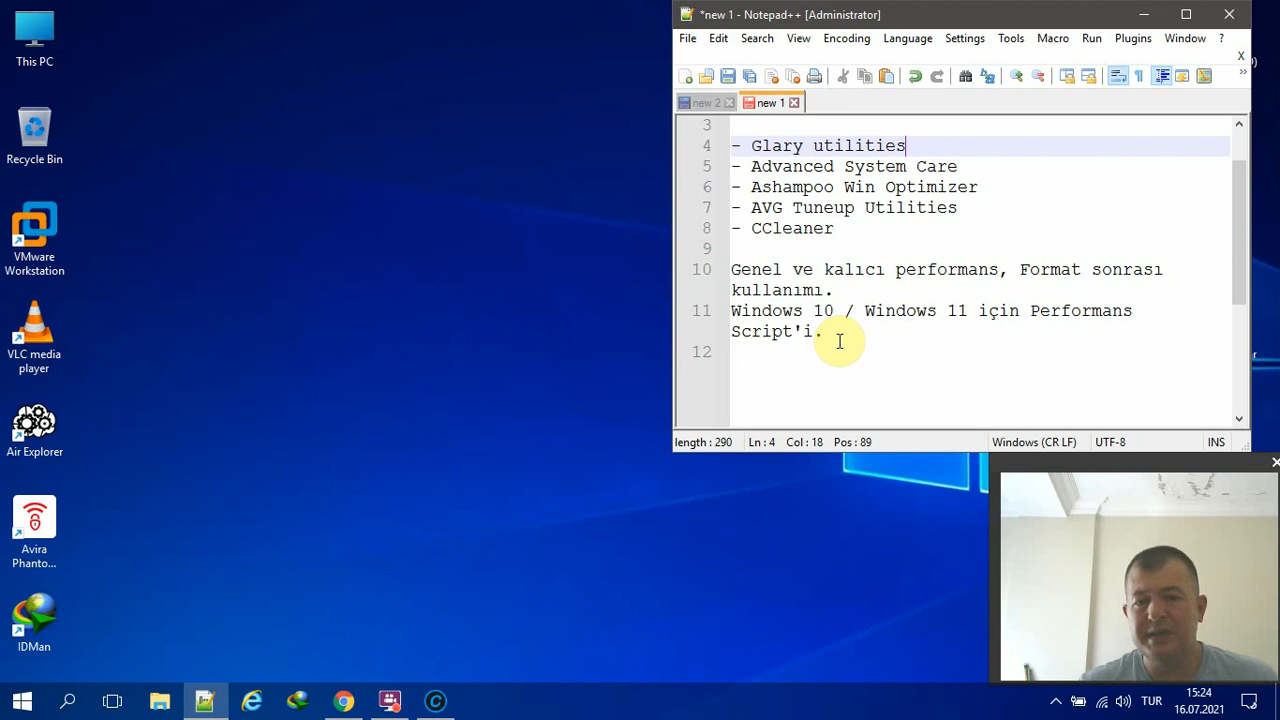 This PC
Recycle Bin
VMware
Workstation
VLC media
player
Air Explorer
Avira
Phanto...
IDMan
*new 1 - Notepad++ [Administrator]
File Edit Search View Encoding Language Settings Tools Macro Run Plugins Window ?
X
new 2 new 1
3
4 - Glary utilities
5 - Advanced System Care
6 - Ashampoo Win Optimizer
7 - AVG Tuneup Utilities
8 - CCleaner
9
10 Genel ve kalıcı performans, Format sonrası
kullanımı.
11 Windows 10 / Windows 11 için Performans
Script'i.
12
length : 290 Ln : 4 Col : 18 Pos : 89 Windows (CR LF) UTF-8 INS
TUR
15:24
16.07.2021